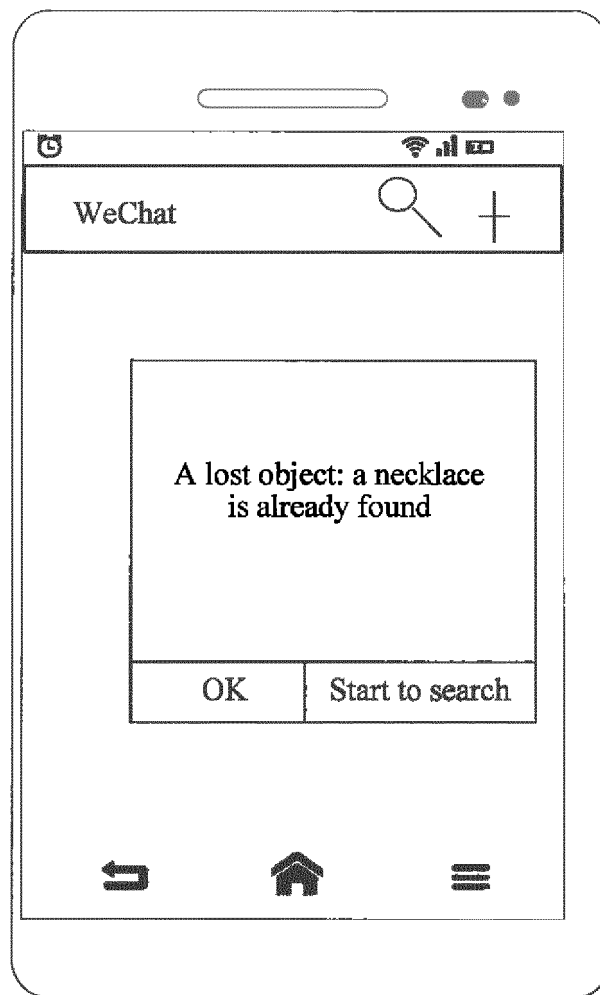 WeChat
A lost object: a necklace
is already found
OK
Start to search